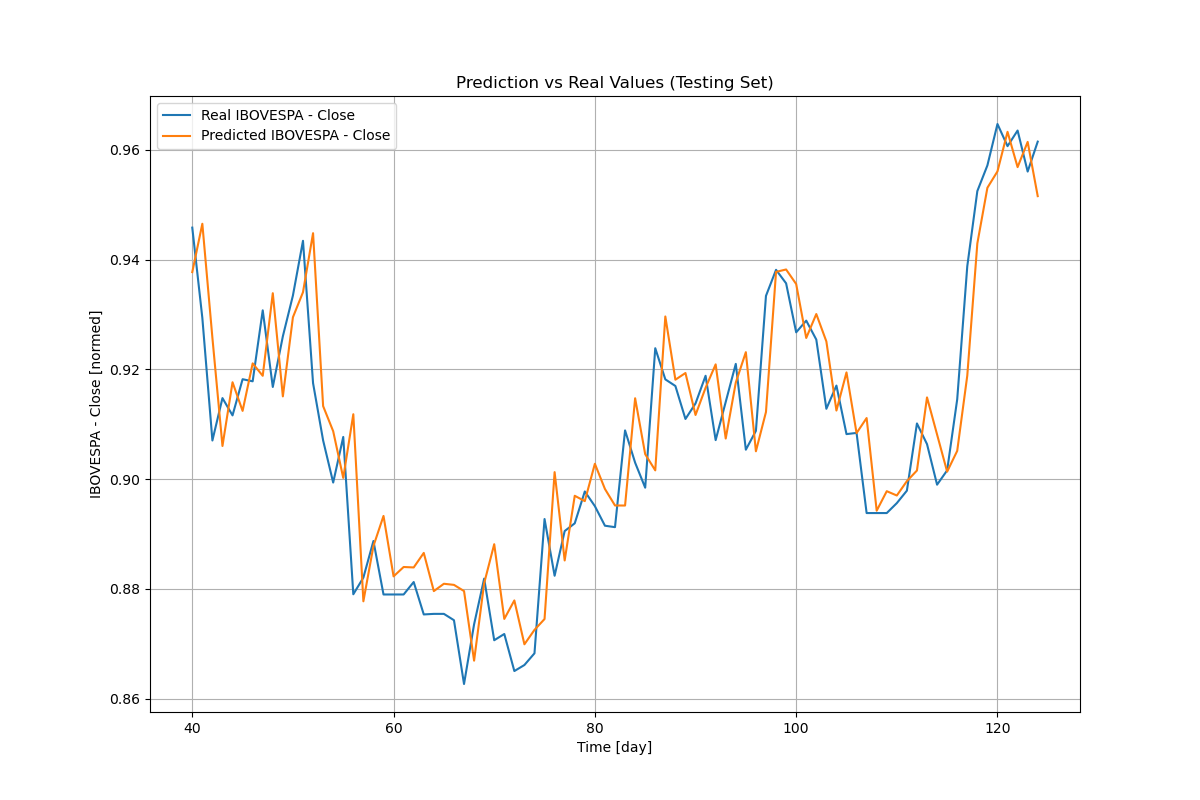 Prediction vs Real Values (Testing Set)
Real IBOVESPA - Close
Predicted IBOVESPA - Close
IBOVESPA - Close [normed]
0.96
0.94
0.92
0.90
0.88
0.86
40 60 80 100 120
Time [day]